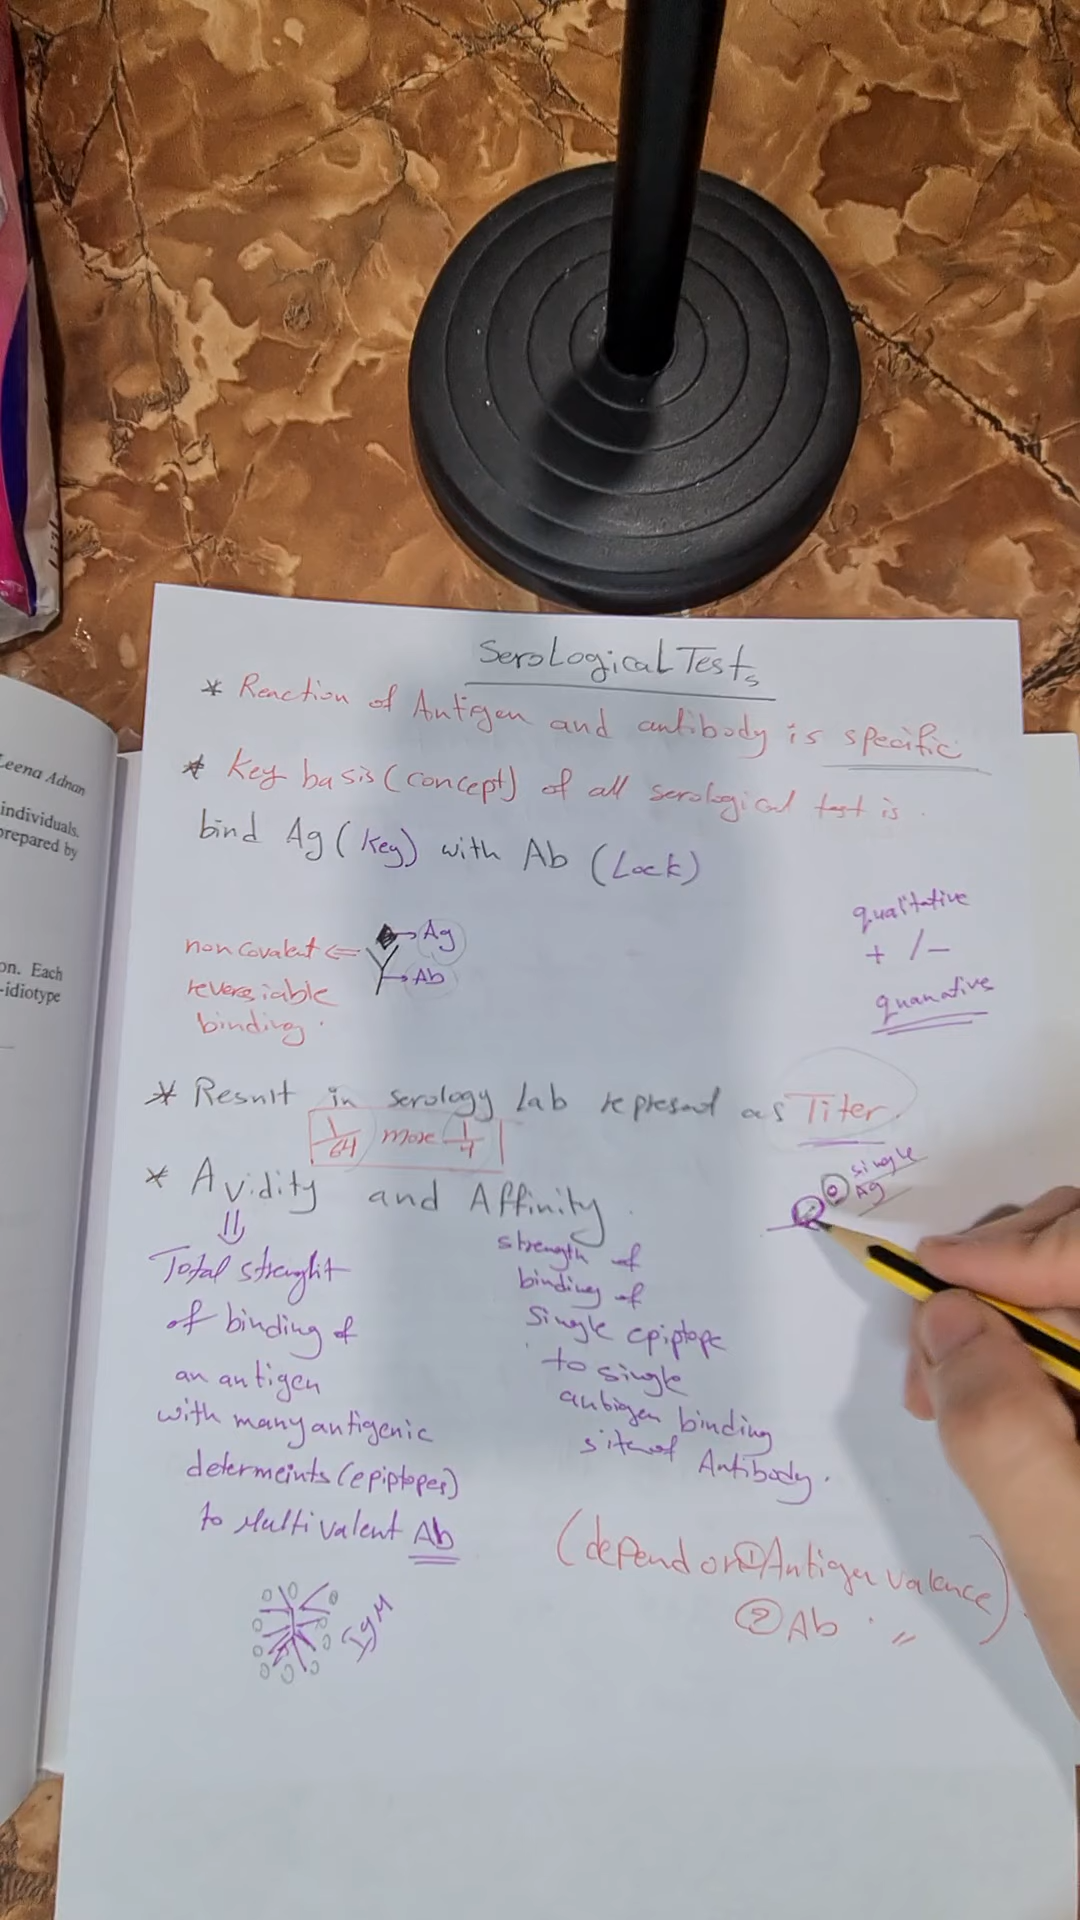 Leena Adnan
individuals.
prepared by
on. Each
-idiotype
Serological Tests
* Reaction of Antigen and antibody is specific
* Key basis (concept) of all serological test is.
bind Ag (key) with Ab (Lock)
qualitative
+ / -
quanative
Ag
Ab
non covalent ⇐
reversiable
binding.
* Result in serology Lab represent as Titer.
1/64 more 1/4
single
Ag
* Avidity and Affinity.
Total strenght
of binding of
an antigen
with many antigenic
determeints (epiptopes)
to Multivalent Ab
strength of
binding of
single epiptope
to single
antigen binding
site of Antibody.
(depend on ① Antigen valence)
② Ab 〃
IgM